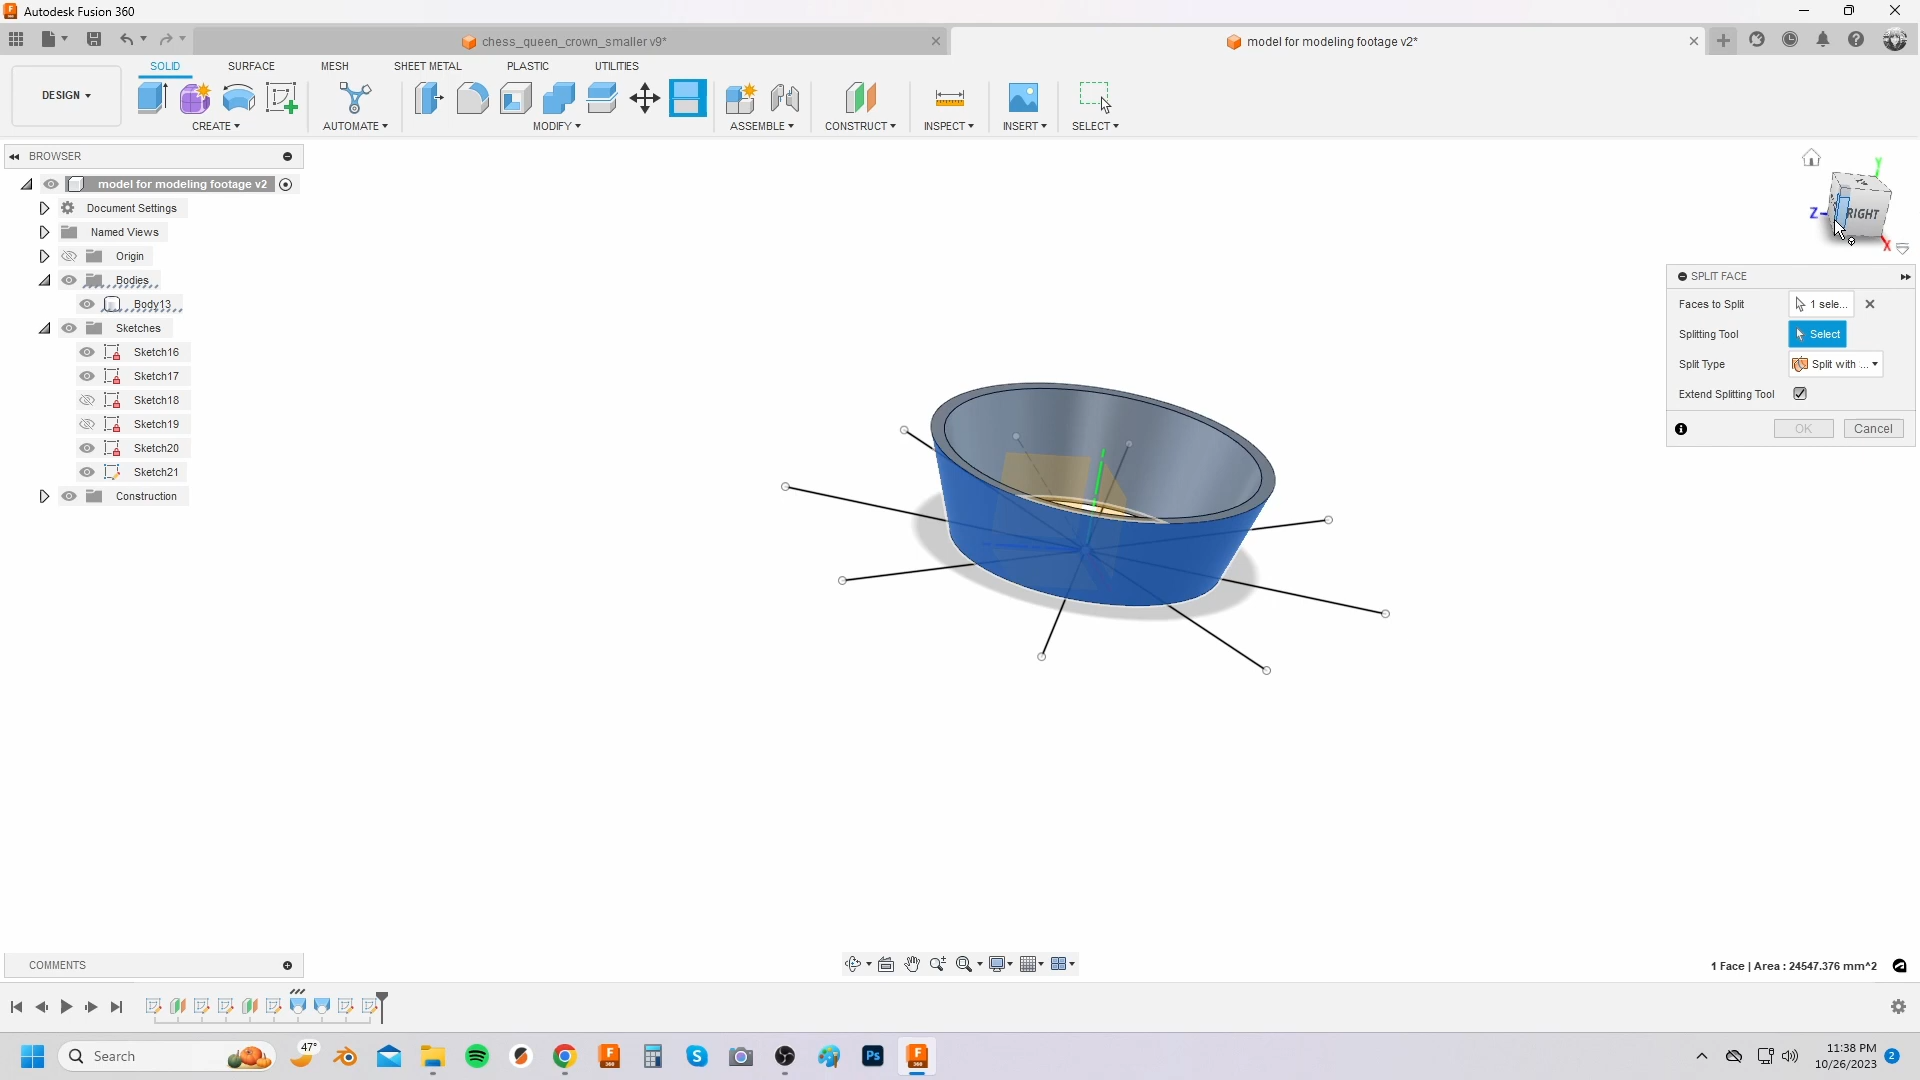 Autodesk Fusion 360
chess_queen_crown_smaller v9*
model for modeling footage v2*
SOLID
SURFACE
MESH
SHEET METAL
PLASTIC
UTILITIES
DESIGN
CREATE
AUTOMATE
MODIFY
ASSEMBLE
CONSTRUCT
INSPECT
INSERT
SELECT
BROWSER
model for modeling footage v2
Document Settings
Named Views
Origin
Bodies
Body13
Sketches
Sketch16
Sketch17
Sketch18
Sketch19
Sketch20
Sketch21
Construction
Y
Z
RIGHT
X
SPLIT FACE
Faces to Split
1 sele...
Splitting Tool
Select
Split Type
Split with ...
Extend Splitting Tool
OK
Cancel
COMMENTS
1 Face | Area : 24547.376 mm^2
Search
47°
Ps
11:38 PM
10/26/2023
2